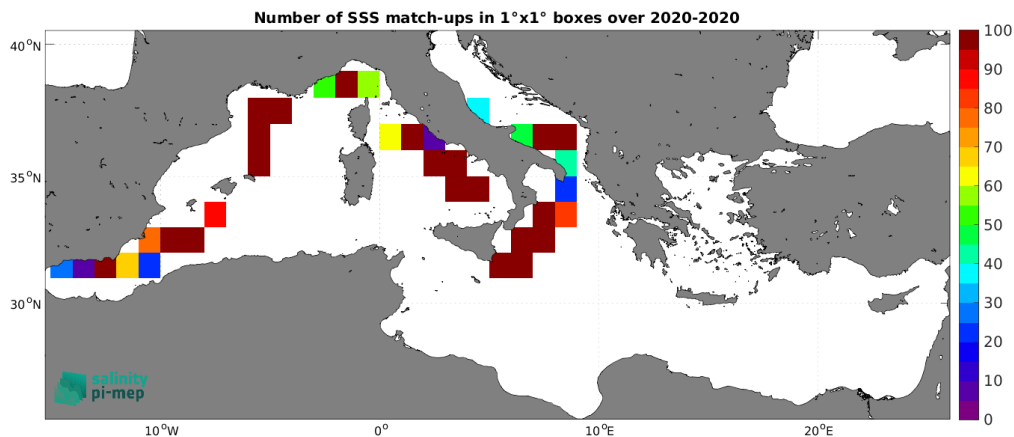 Number of SSS match-ups in 1°x1° boxes over 2020-2020
40°N
35°N
30°N
10°W
0°
10°E
20°E
100
90
80
70
60
50
40
30
20
10
0
salinity
pi-mep